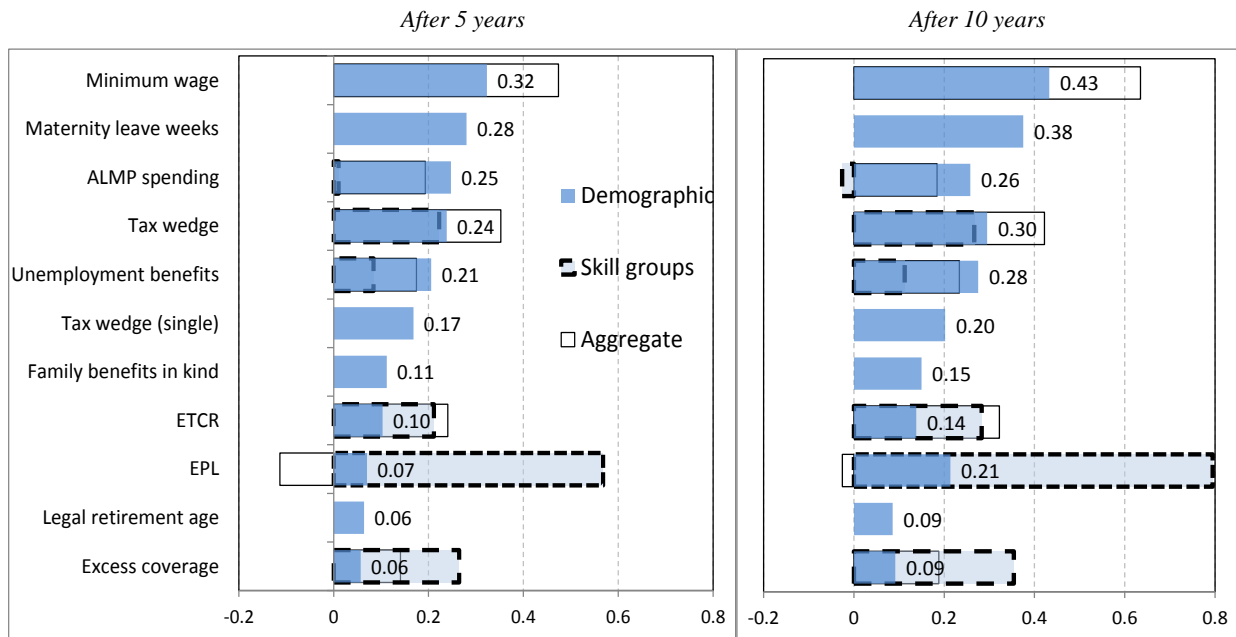 After 5 years
After 10 years
Minimum wage
0.32
0.43
Maternity leave weeks
0.28
0.38
ALMP spending
0.25
0.26
Demographic
Tax wedge
0.24
0.30
Unemployment benefits
0.21
Skill groups
0.28
Tax wedge (single)
0.17
Aggregate
0.20
Family benefits in kind
0.11
0.15
ETCR
0.10
0.14
EPL
0.07
0.21
Legal retirement age
0.06
0.09
Excess coverage
0.06
0.09
-0.2 0 0.2 0.4 0.6 0.8
-0.2 0 0.2 0.4 0.6 0.8